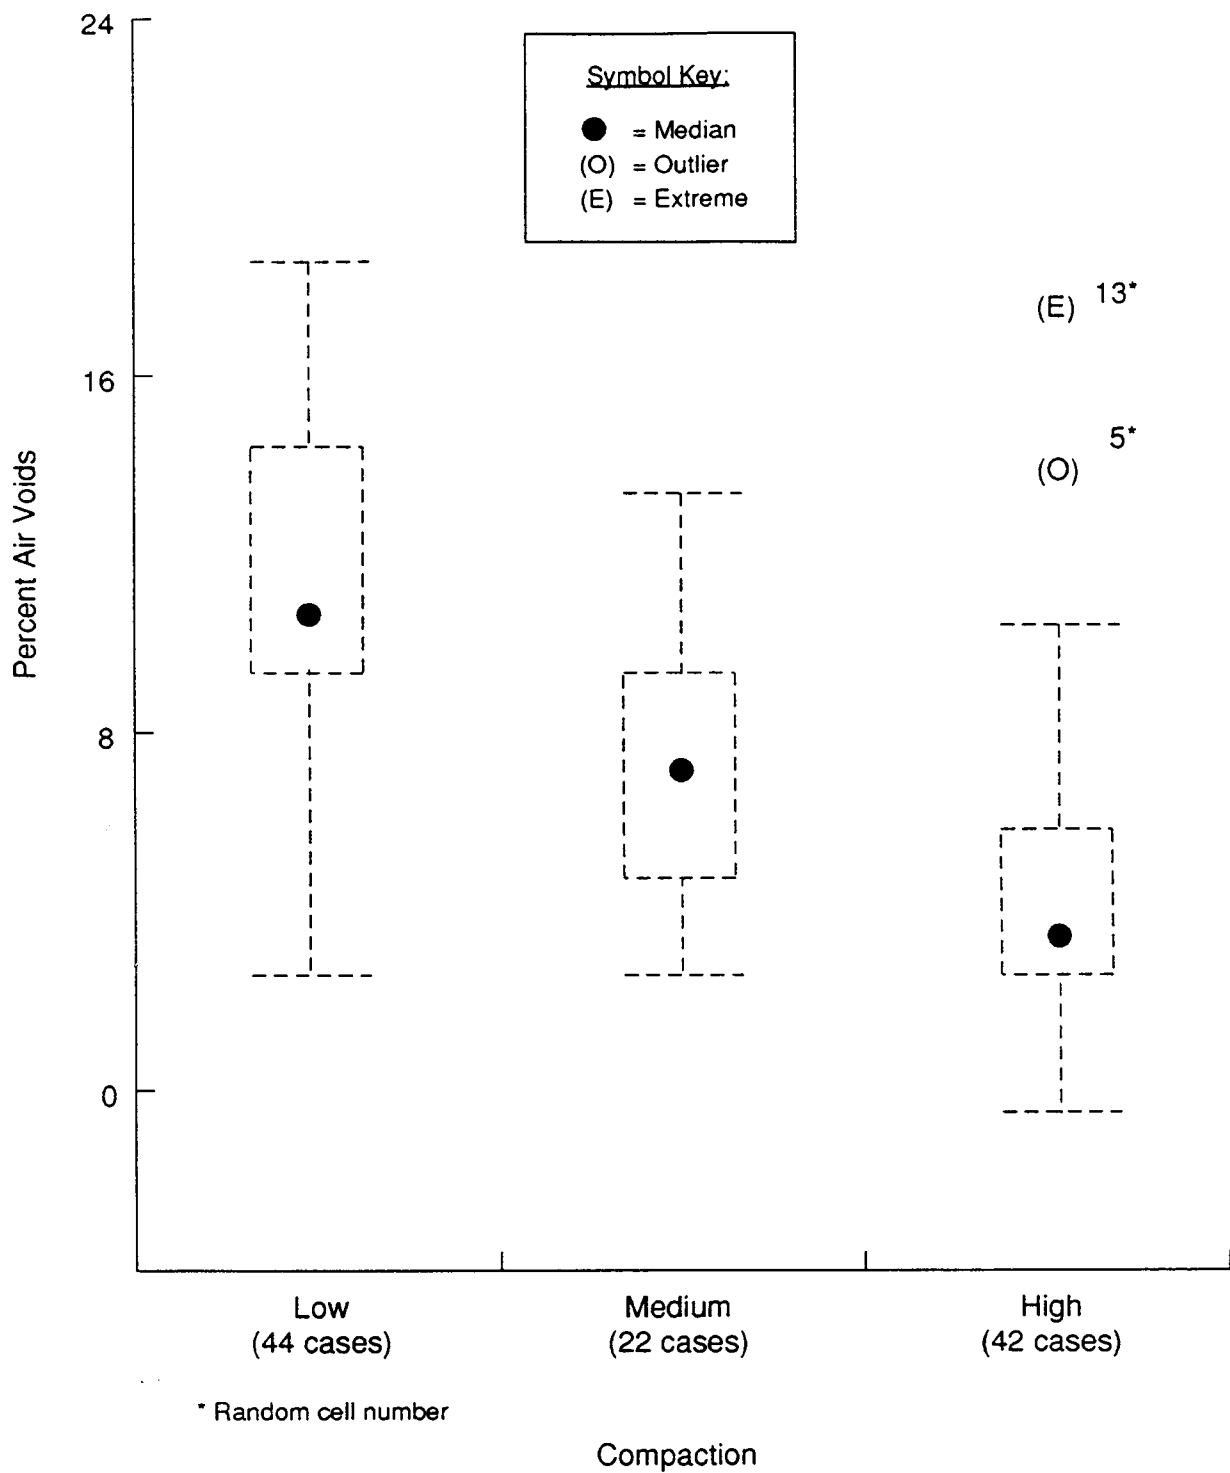 24
Symbol Key:
● = Median
(O) = Outlier
(E) = Extreme
(E) 13*
16
5*
(O)
Percent Air Voids
8
0
Low
(44 cases)
Medium
(22 cases)
High
(42 cases)
* Random cell number
Compaction